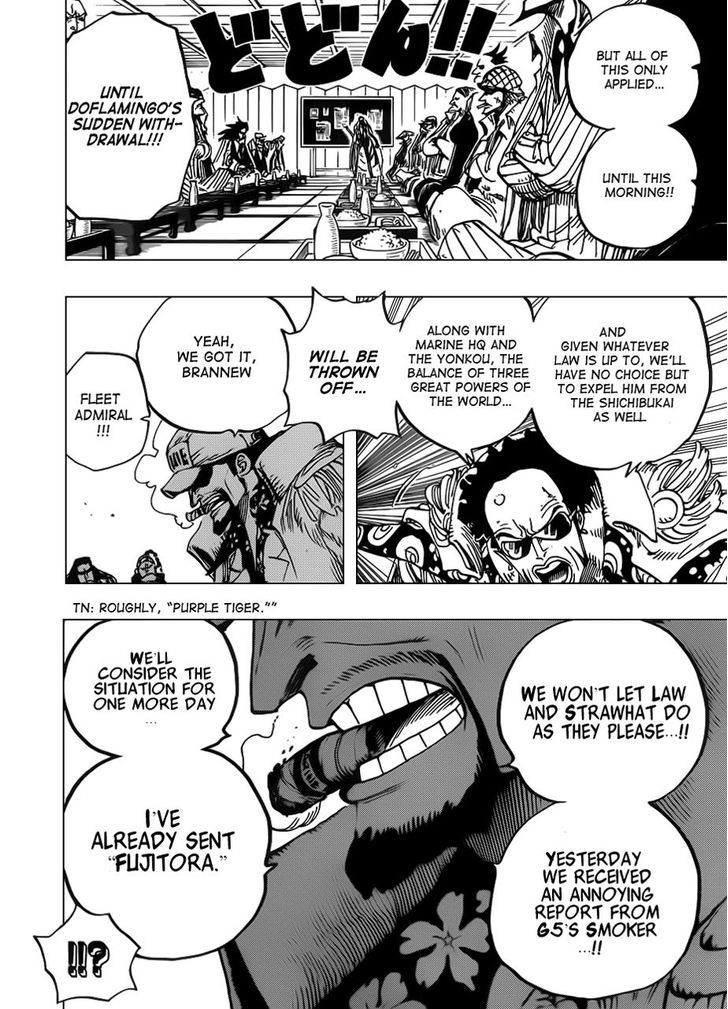 BUT ALL OF
THIS ONLY
APPLIED...
UNTIL THIS
MORNING!!
どどん!!
UNTIL
DOFLAMINGO'S
SUDDEN WITH-
DRAWAL!!!
AND
GIVEN WHATEVER
LAW IS UP TO, WE'LL
HAVE NO CHOICE BUT
TO EXPEL HIM FROM
THE SHICHIBUKAI
AS WELL
ALONG WITH
MARINE HQ AND
THE YONKOU, THE
BALANCE OF THREE
GREAT POWERS OF
THE WORLD...
WILL BE
THROWN
OFF...
YEAH,
WE GOT IT,
BRANNEW
FLEET
ADMIRAL
!!!
TN: ROUGHLY, "PURPLE TIGER.""
WE WON'T LET LAW
AND STRAWHAT DO
AS THEY PLEASE...!!
YESTERDAY
WE RECEIVED
AN ANNOYING
REPORT FROM
G5'S SMOKER
...!!
WE'LL
CONSIDER THE
SITUATION FOR
ONE MORE DAY
...
I'VE
ALREADY SENT
"FUJITORA."
!!?